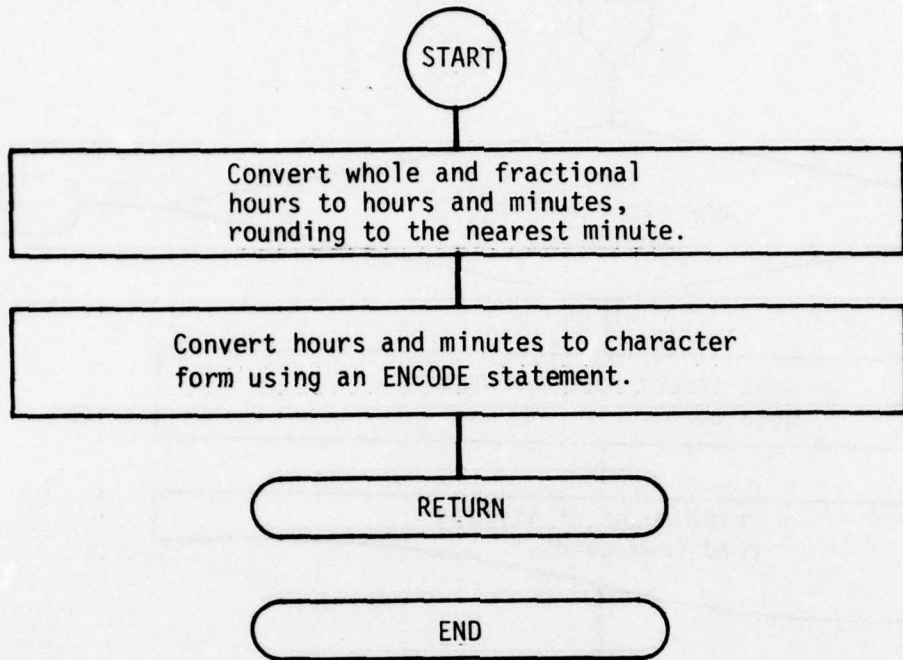 START
Convert whole and fractional
hours to hours and minutes,
rounding to the nearest minute.
Convert hours and minutes to character
form using an ENCODE statement.
RETURN
END